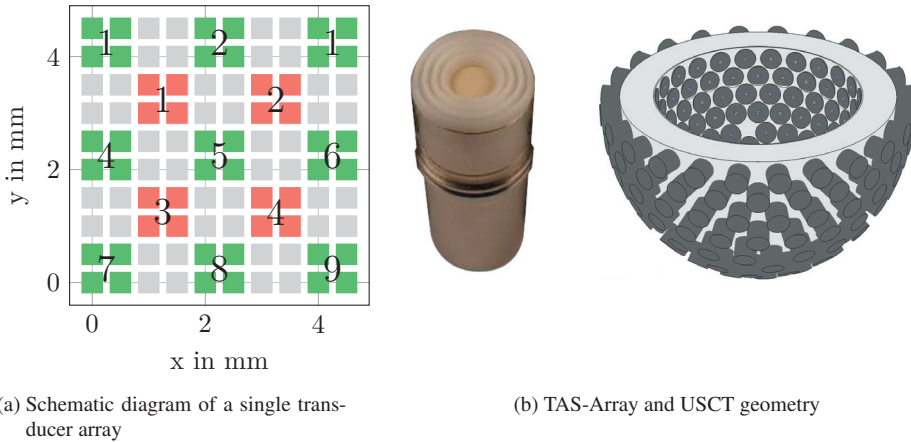 1 2 1
4
1 2
y in mm
4 5 6
2
3 4
7 8 9
0
0 2 4
x in mm
(a) Schematic diagram of a single trans-
ducer array
(b) TAS-Array and USCT geometry